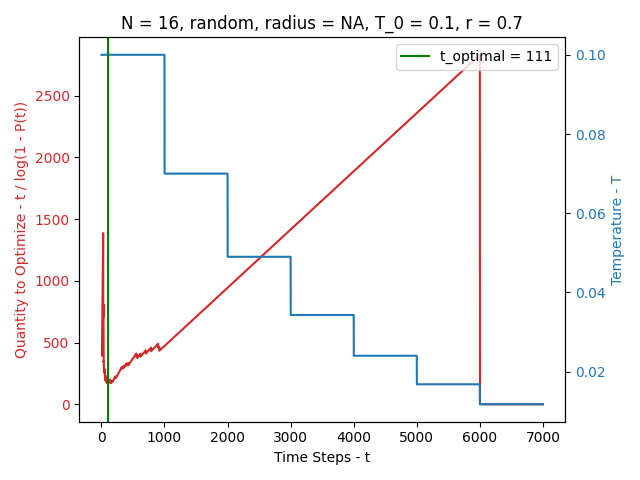 N = 16, random, radius = NA, T_0 = 0.1, r = 0.7
t_optimal = 111
Quantity to Optimize - t / log(1 - P(t))
2500
2000
1500
1000
500
0
0.10
0.08
0.06
0.04
0.02
Temperature - T
0 1000 2000 3000 4000 5000 6000 7000
Time Steps - t